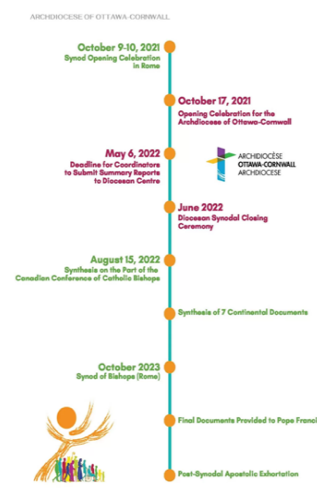 ARCHDIOCESE OF OTTAWA-CORNWALL
October 9-10, 2021
Synod Opening Celebration
in Rome
October 17, 2021
Opening Celebration for the
Archdiocese of Ottawa-Cornwall
May 6, 2022
Deadline for Coordinators
to Submit Summary Reports
to Diocesan Centre
ARCHDIOCÈSE
OTTAWA-CORNWALL
ARCHDIOCESE
June 2022
Diocesan Synodal Closing
Ceremony
August 15, 2022
Synthesis on the Part of the
Canadian Conference of Catholic Bishops
Synthesis of 7 Continental Documents
October 2023
Synod of Bishops (Rome)
Final Documents Provided to Pope Franci
Post-Synodal Apostolic Exhortation